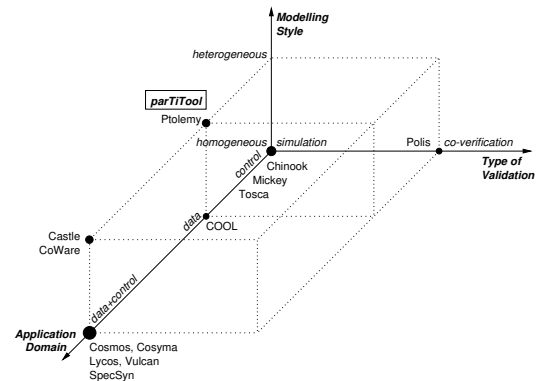 Modelling
Style
heterogeneous
parTiTool
Ptolemy
homogeneous
simulation
Polis
co-verification
Type of
Validation
control
Chinook
Mickey
Tosca
data
COOL
Castle
CoWare
data+control
Application
Domain
Cosmos, Cosyma
Lycos, Vulcan
SpecSyn